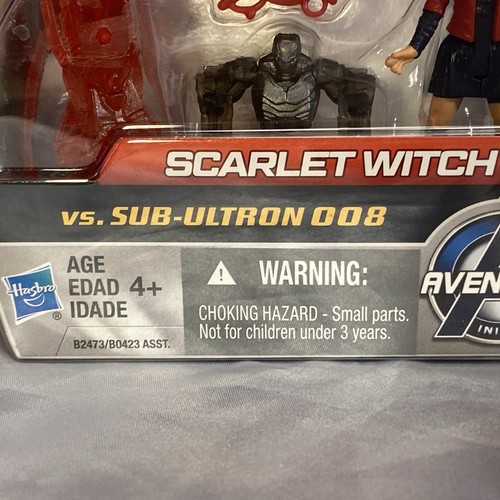 SCARLET WITCH
vs. SUB-ULTRON 008
Hasbro ®
AGE
EDAD 4+
IDADE
B2473/B0423 ASST.
WARNING:
CHOKING HAZARD - Small parts.
Not for children under 3 years.
AVEN
INI